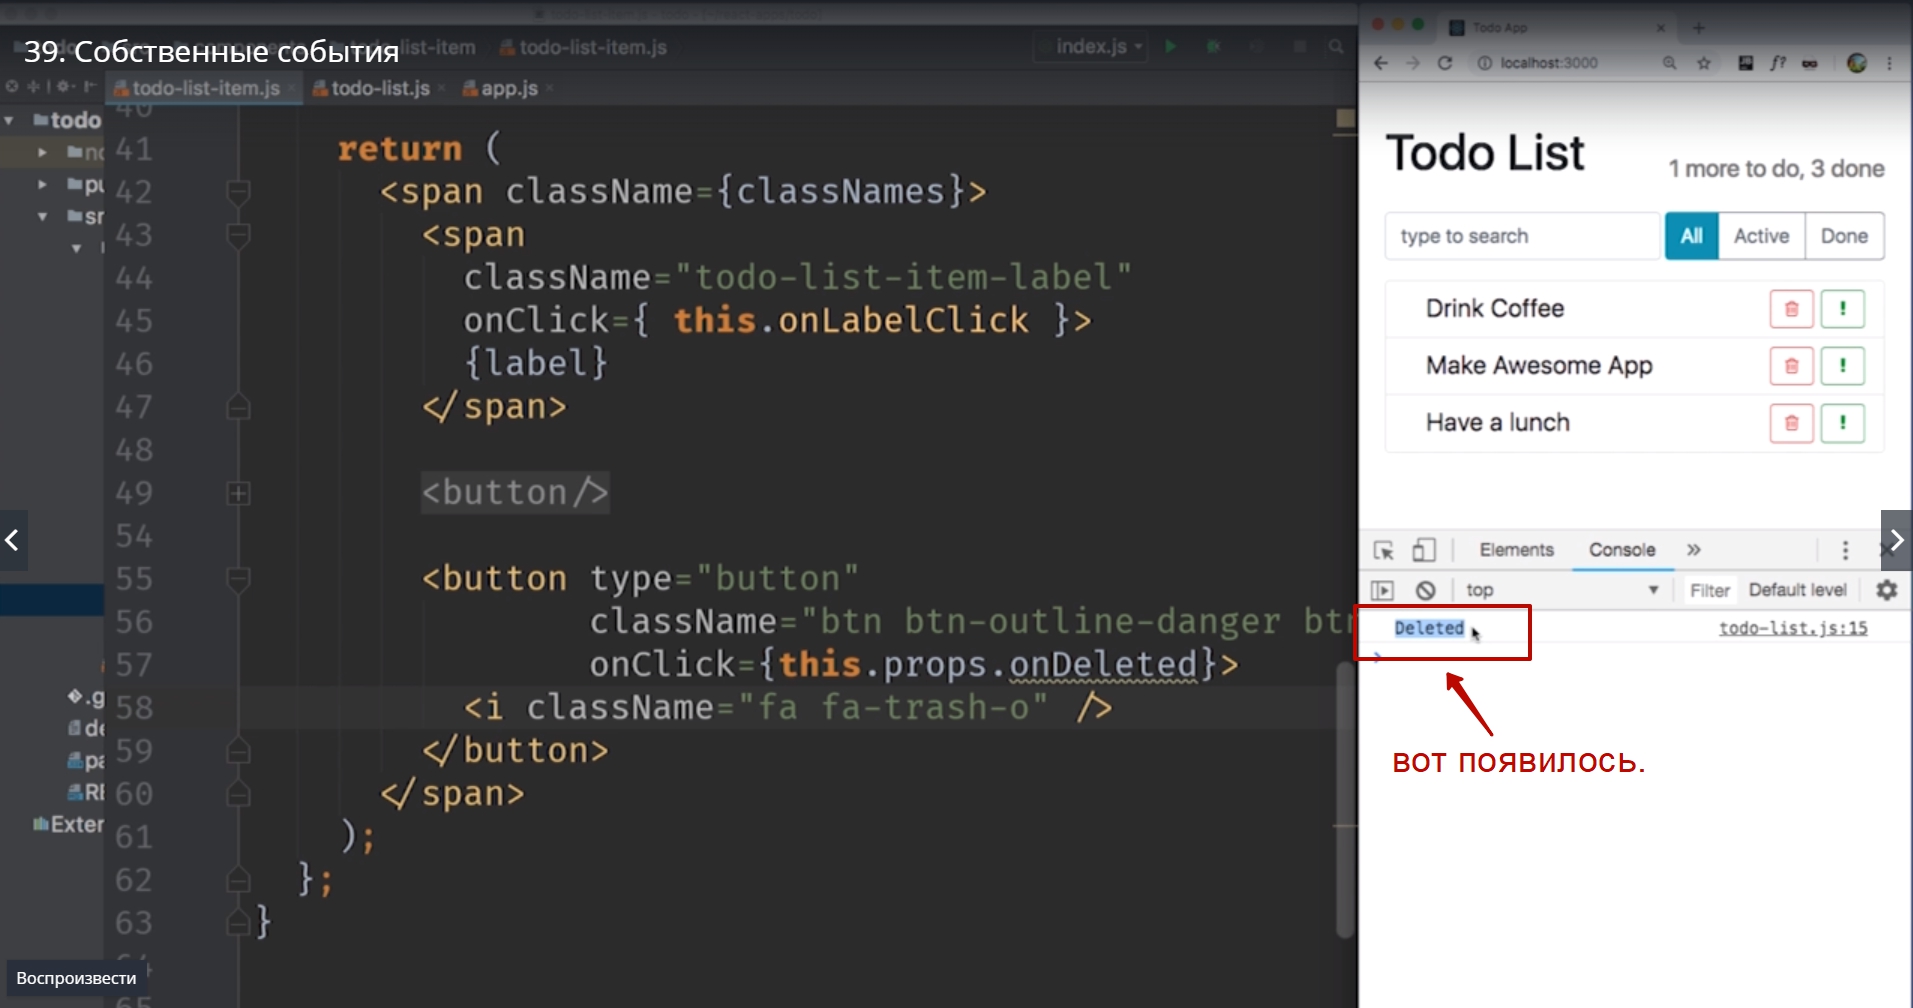 39. Собственные события
todo-list-item
todo-list-item.js
index.js
todo-list-item.js
todo-list.js
app.js
todo
.g
Exter
40
41 return (
42 <span className={classNames}>
43 <span
44 className="todo-list-item-label"
45 onClick={ this.onLabelClick }>
46 {label}
47 </span>
48
49 <button/>
54
55 <button type="button"
56 className="btn btn-outline-danger btn
57 onClick={this.props.onDeleted}>
58 <i className="fa fa-trash-o" />
59 </button>
60 </span>
61 );
62 };
63 }
Воспроизвести
65
Todo App
localhost:3000
f?
Todo List
1 more to do, 3 done
type to search
All
Active
Done
Drink Coffee
!
Make Awesome App
!
Have a lunch
!
Elements
Console
»
top
Filter
Default level
Deleted
todo-list.js:15
ВОТ ПОЯВИЛОСЬ.